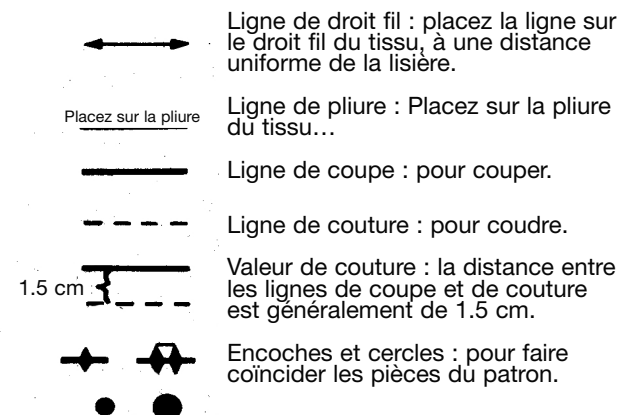 Ligne de droit fil : placez la ligne sur
le droit fil du tissu, à une distance
uniforme de la lisière.
Placez sur la pliure
Ligne de pliure : Placez sur la pliure
du tissu…
Ligne de coupe : pour couper.
Ligne de couture : pour coudre.
1.5 cm
Valeur de couture : la distance entre
les lignes de coupe et de couture
est généralement de 1.5 cm.
Encoches et cercles : pour faire
coïncider les pièces du patron.